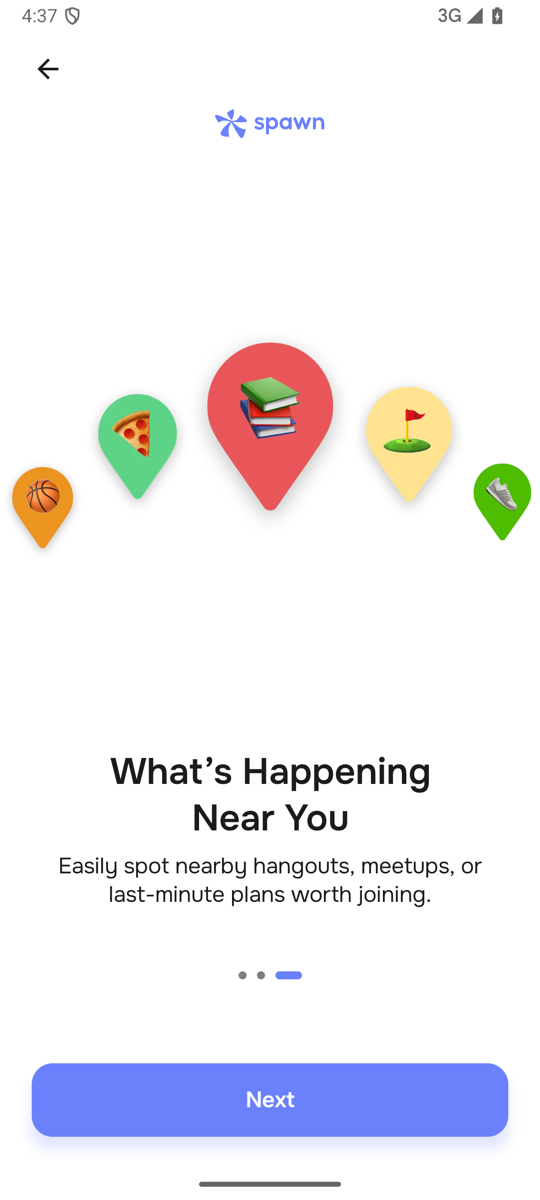 4:37
3G
spawn
What's Happening
Near You
Easily spot nearby hangouts, meetups, or
last-minute plans worth joining.
Next